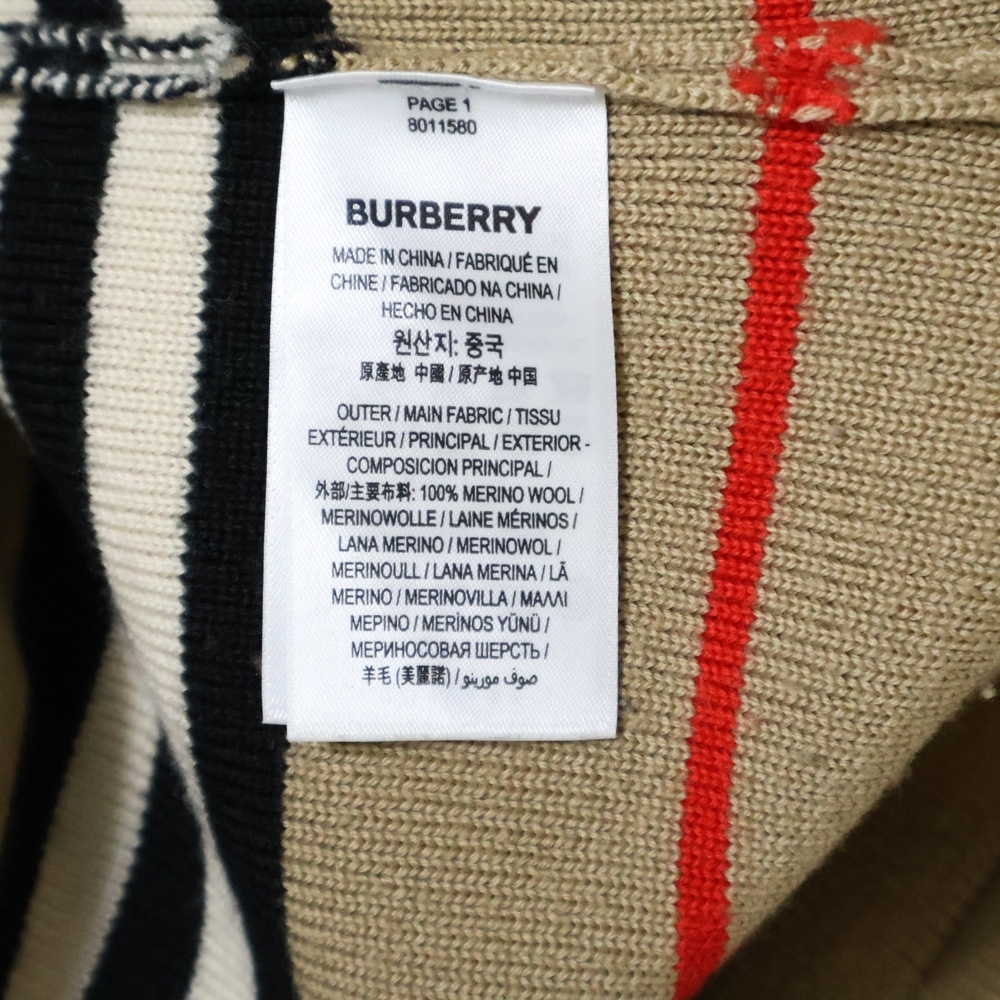 PAGE 1
8011580
BURBERRY
MADE IN CHINA / FABRIQUÉ EN
CHINE / FABRICADO NA CHINA /
HECHO EN CHINA
원산지: 중국
原產地 中國 / 原产地 中国
OUTER / MAIN FABRIC / TISSU
EXTÉRIEUR / PRINCIPAL / EXTERIOR -
COMPOSICION PRINCIPAL /
外部/主要布料: 100% MERINO WOOL /
MERINOWOLLE / LAINE MÉRINOS /
LANA MERINO / MERINOWOL /
MERINOULL / LANA MERINA / LÃ
MERINO / MERINOVILLA / ΜΑΛΛΙ
ΜΕΡΙΝΟ / MERİNOS YÜNÜ /
МЕРИНОСОВАЯ ШЕРСТЬ /
羊毛 (美麗諾) / صوف مورينو